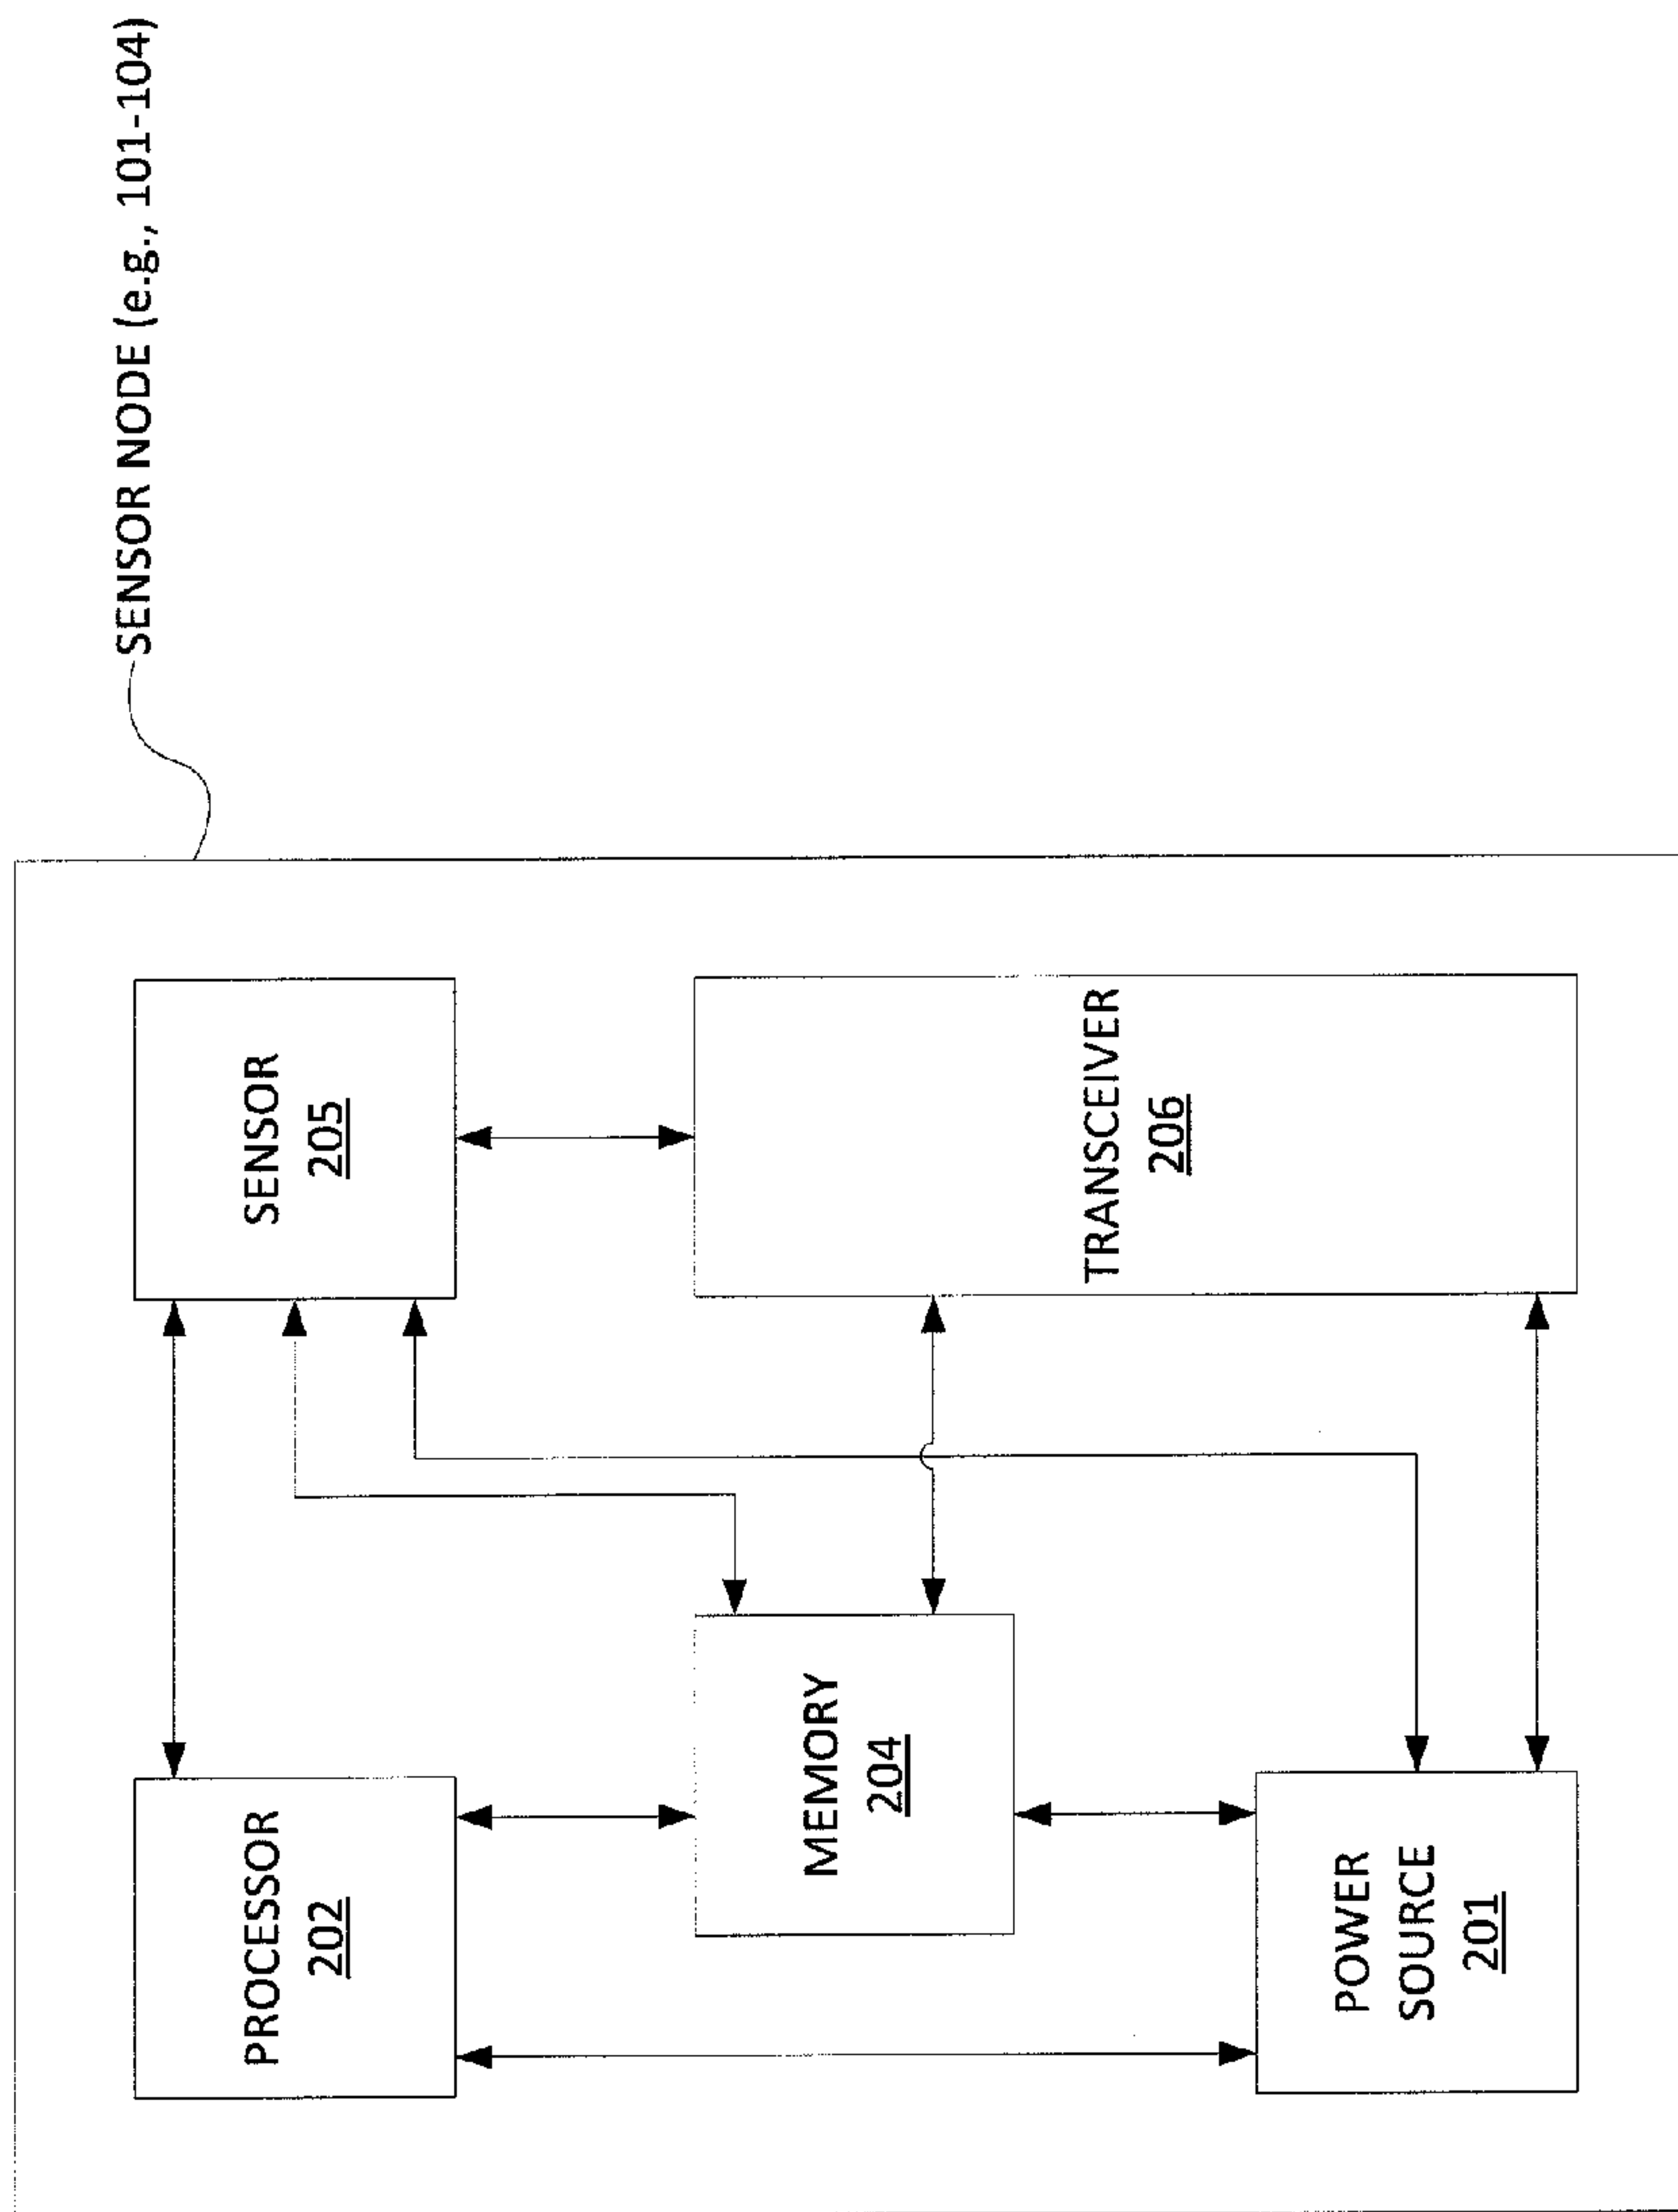 SENSOR NODE (e.g., 101-104)
PROCESSOR
202
SENSOR
205
MEMORY
204
TRANSCEIVER
206
POWER
SOURCE
201